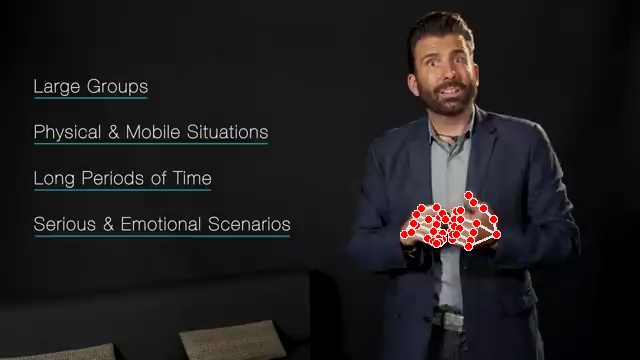 Large Groups
Physical & Mobile Situations
Long Periods of Time
Serious & Emotional Scenarios